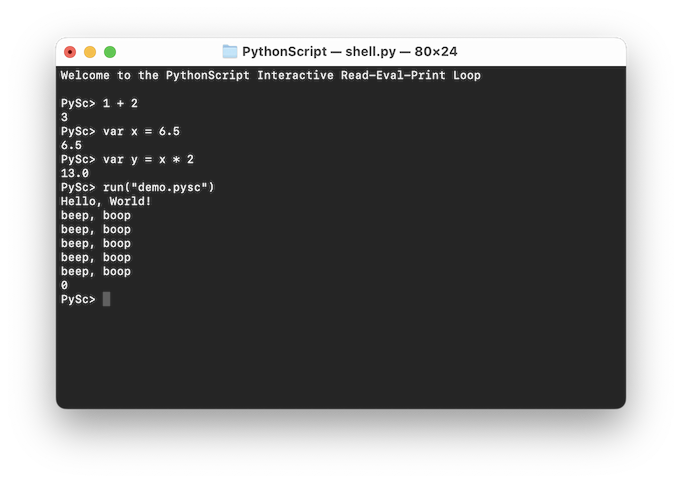 PythonScript — shell.py — 80×24
Welcome to the PythonScript Interactive Read-Eval-Print Loop
PySc> 1 + 2
3
PySc> var x = 6.5
6.5
PySc> var y = x * 2
13.0
PySc> run("demo.pysc")
Hello, World!
beep, boop
beep, boop
beep, boop
beep, boop
beep, boop
0
PySc>